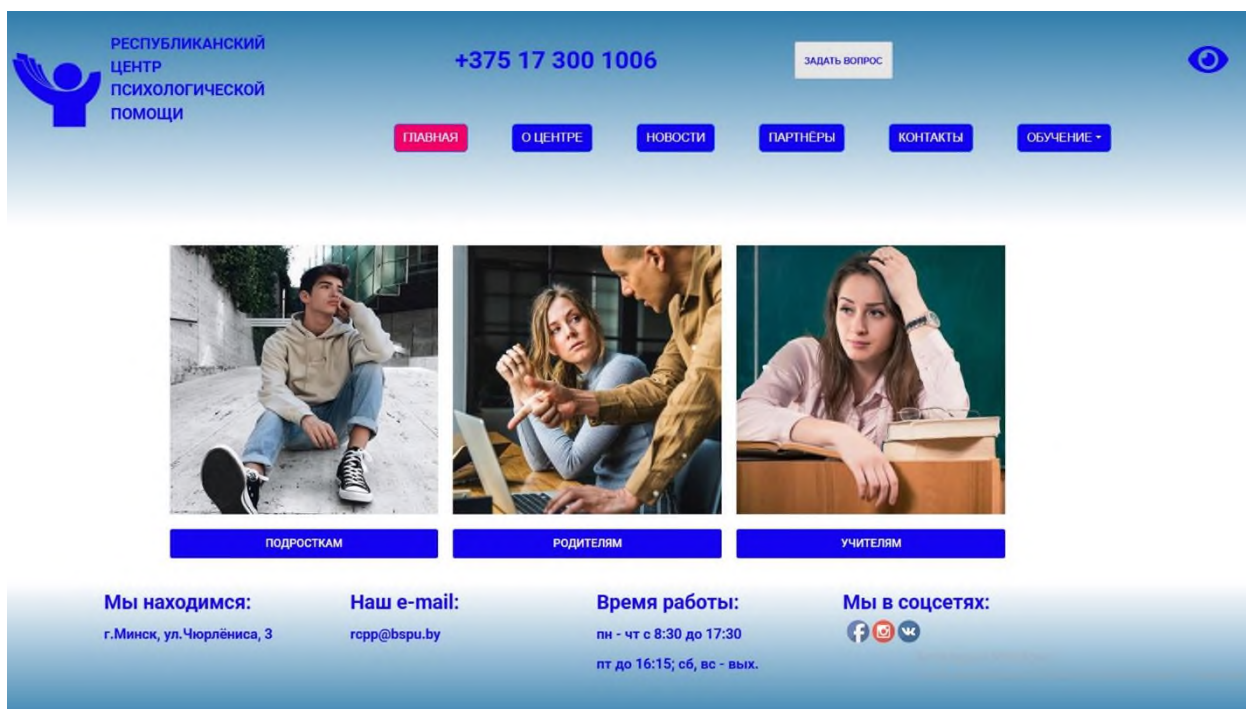 РЕСПУБЛИКАНСКИЙ
ЦЕНТР
ПСИХОЛОГИЧЕСКОЙ
ПОМОЩИ
+375 17 300 1006
ЗАДАТЬ ВОПРОС
ГЛАВНАЯ
О ЦЕНТРЕ
НОВОСТИ
ПАРТНЁРЫ
КОНТАКТЫ
ОБУЧЕНИЕ
ПОДРОСТКАМ
РОДИТЕЛЯМ
УЧИТЕЛЯМ
Мы находимся:
г.Минск, ул.Чюрлёниса, 3
Наш e-mail:
rcpp@bspu.by
Время работы:
пн - чт с 8:30 до 17:30
пт до 16:15; сб, вс - вых.
Мы в соцсетях: